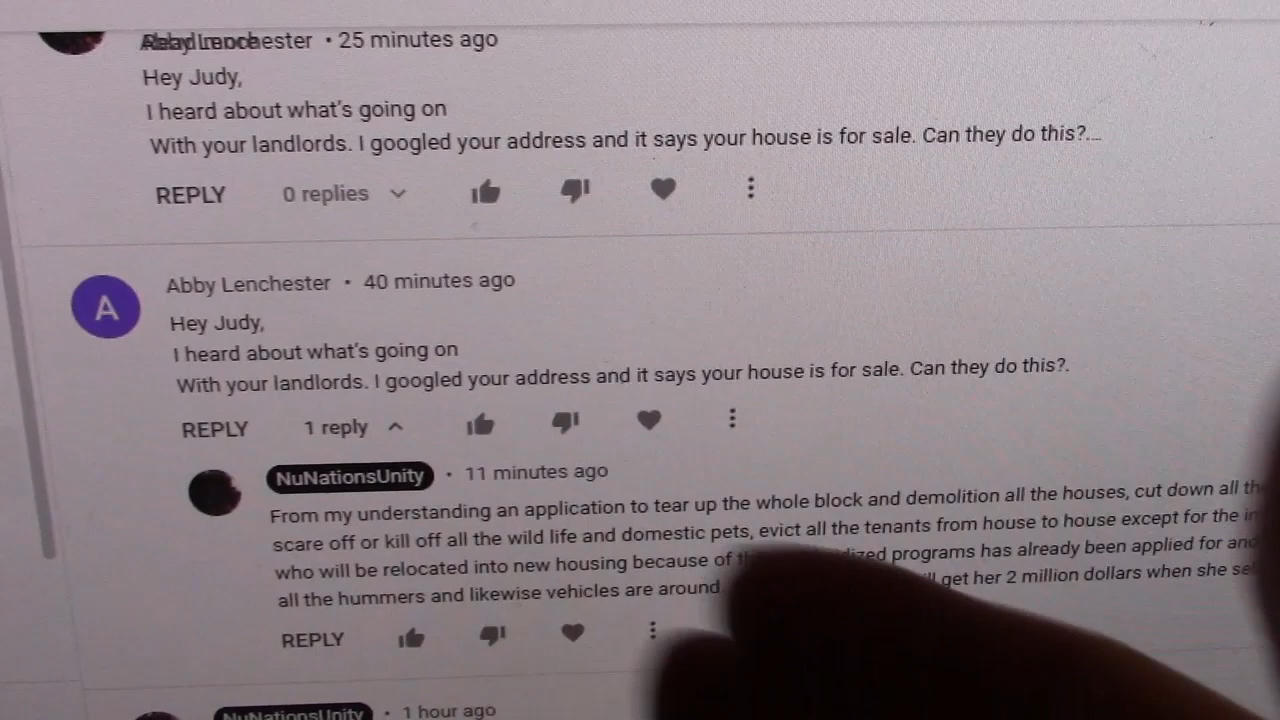 • 25 minutes ago
Hey Judy,
I heard about what's going on
With your landlords. I googled your address and it says your house is for sale. Can they do this?...
REPLY 0 replies
A
Abby Lenchester • 40 minutes ago
Hey Judy,
I heard about what's going on
With your landlords. I googled your address and it says your house is for sale. Can they do this?.
REPLY 1 reply
NuNationsUnity • 11 minutes ago
From my understanding an application to tear up the whole block and demolition all the houses, cut down all
scare off or kill off all the wild life and domestic pets, evict all the tenants from house to house except for the
who will be relocated into new housing because of programs has already been applied for and
all the hummers and likewise vehicles are around get her 2 million dollars when she
REPLY
NuNationsUnity • 1 hour ago